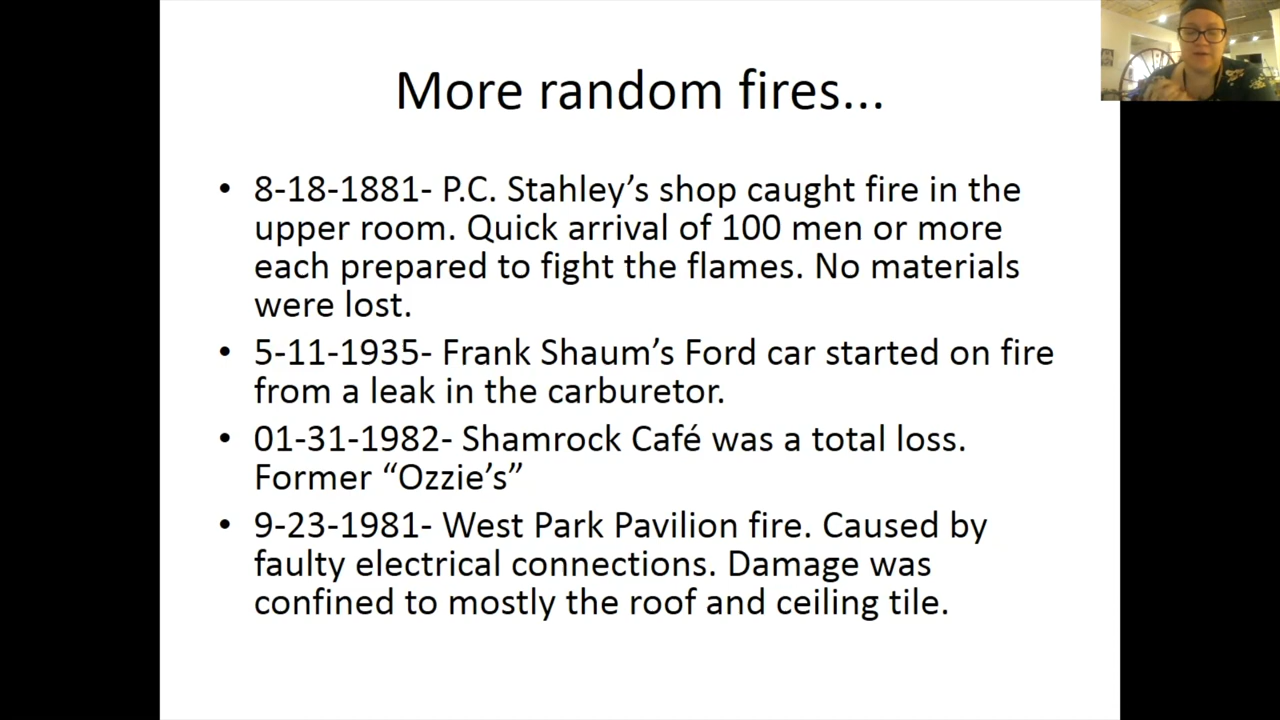 More random fires...
• 8-18-1881- P.C. Stahley’s shop caught fire in the
upper room. Quick arrival of 100 men or more
each prepared to fight the flames. No materials
were lost.
• 5-11-1935- Frank Shaum’s Ford car started on fire
from a leak in the carburetor.
• 01-31-1982- Shamrock Café was a total loss.
Former “Ozzie’s”
• 9-23-1981- West Park Pavilion fire. Caused by
faulty electrical connections. Damage was
confined to mostly the roof and ceiling tile.